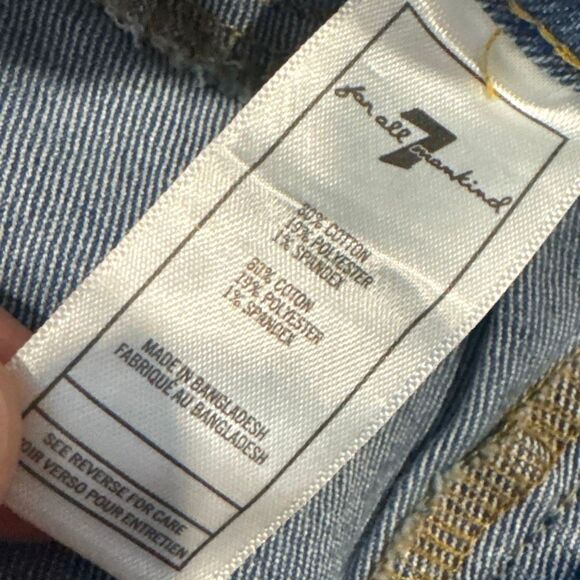 7
for all mankind
80% COTTON
19% POLYESTER
1% SPANDEX
80% COTON
19% POLYESTER
1% SPANDEX
MADE IN BANGLADESH
FABRIQUÉ AU BANGLADESH
SEE REVERSE FOR CARE
VOIR VERSO POUR ENTRETIEN